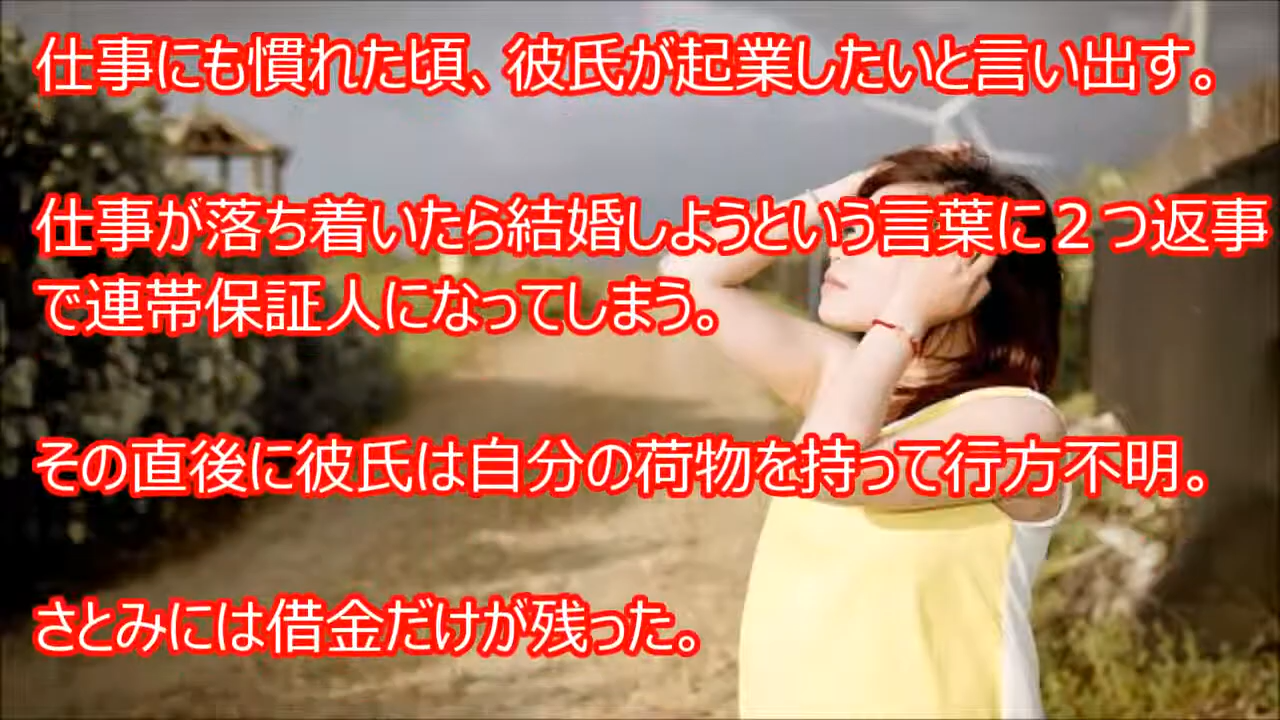 仕事にも慣れた頃、彼氏が起業したいと言い出す。
仕事が落ち着いたら結婚しようという言葉に２つ返事
で連帯保証人になってしまう。
その直後に彼氏は自分の荷物を持って行方不明。
さとみには借金だけが残った。